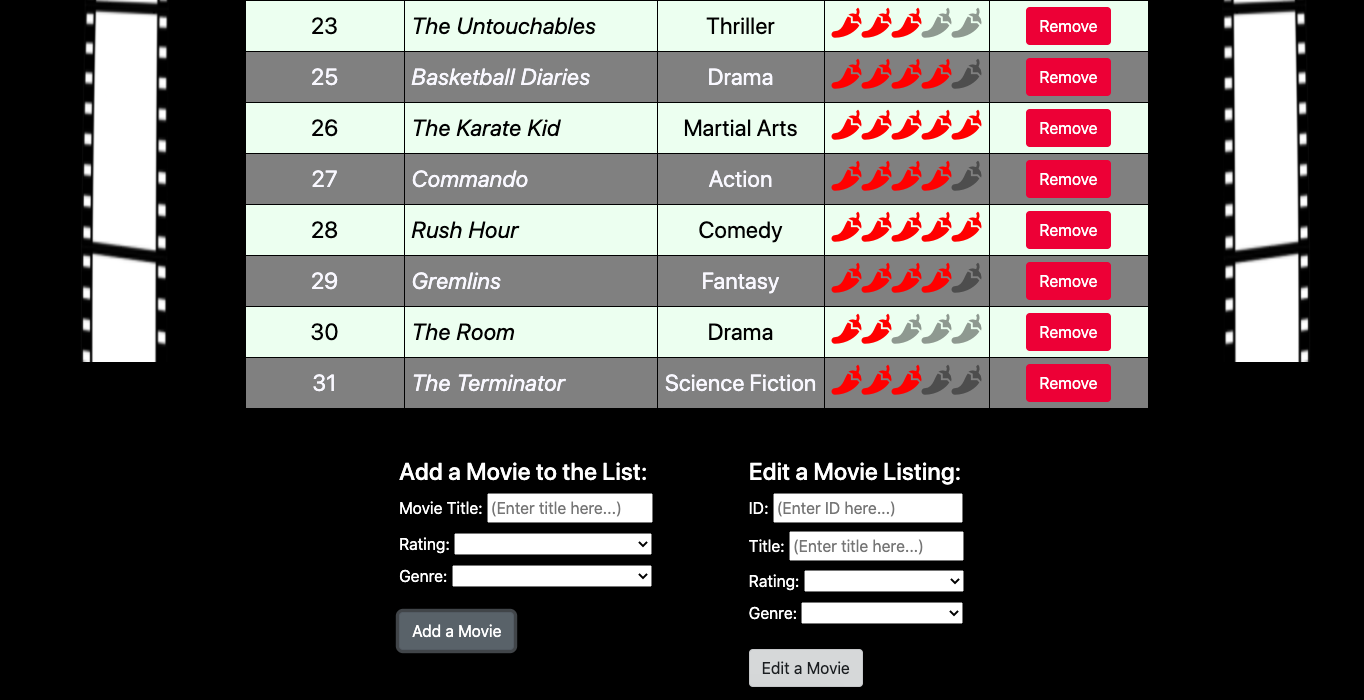 23 The Untouchables Thriller Remove
25 Basketball Diaries Drama Remove
26 The Karate Kid Martial Arts Remove
27 Commando Action Remove
28 Rush Hour Comedy Remove
29 Gremlins Fantasy Remove
30 The Room Drama Remove
31 The Terminator Science Fiction Remove
Add a Movie to the List:
Movie Title: (Enter title here...)
Rating:
Genre:
Add a Movie
Edit a Movie Listing:
ID: (Enter ID here...)
Title: (Enter title here...)
Rating:
Genre:
Edit a Movie